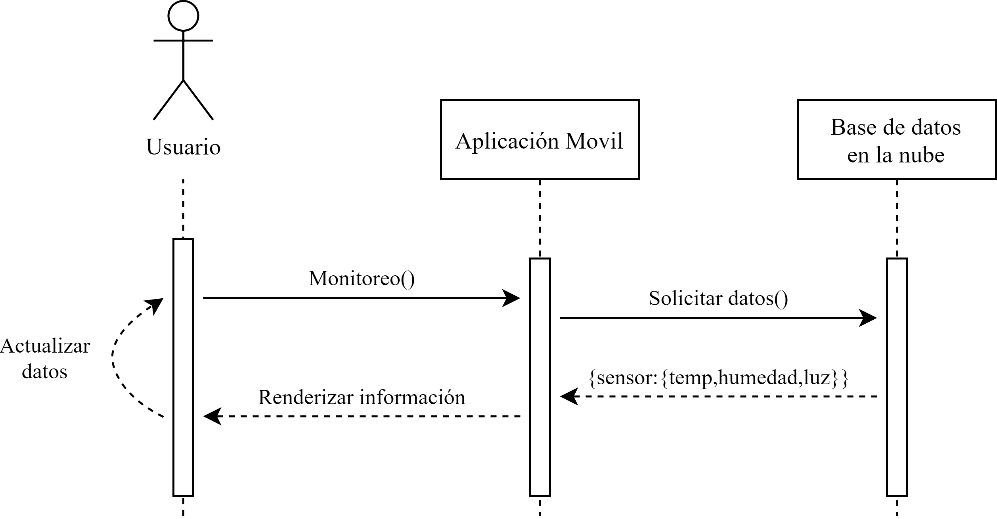 Usuario
Aplicación Movil
Base de datos
en la nube
Monitoreo()
Solicitar datos()
Actualizar
datos
{sensor:{temp,humedad,luz}}
Renderizar información